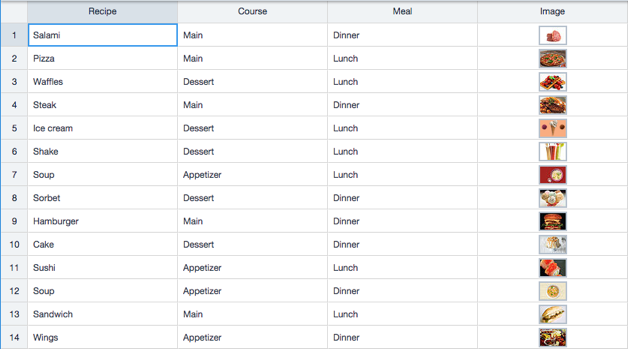 Recipe Course Meal Image
1 Salami Main Dinner
2 Pizza Main Lunch
3 Waffles Dessert Lunch
4 Steak Main Dinner
5 Ice cream Dessert Lunch
6 Shake Dessert Lunch
7 Soup Appetizer Lunch
8 Sorbet Dessert Dinner
9 Hamburger Main Dinner
10 Cake Dessert Dinner
11 Sushi Appetizer Lunch
12 Soup Appetizer Dinner
13 Sandwich Main Lunch
14 Wings Appetizer Dinner